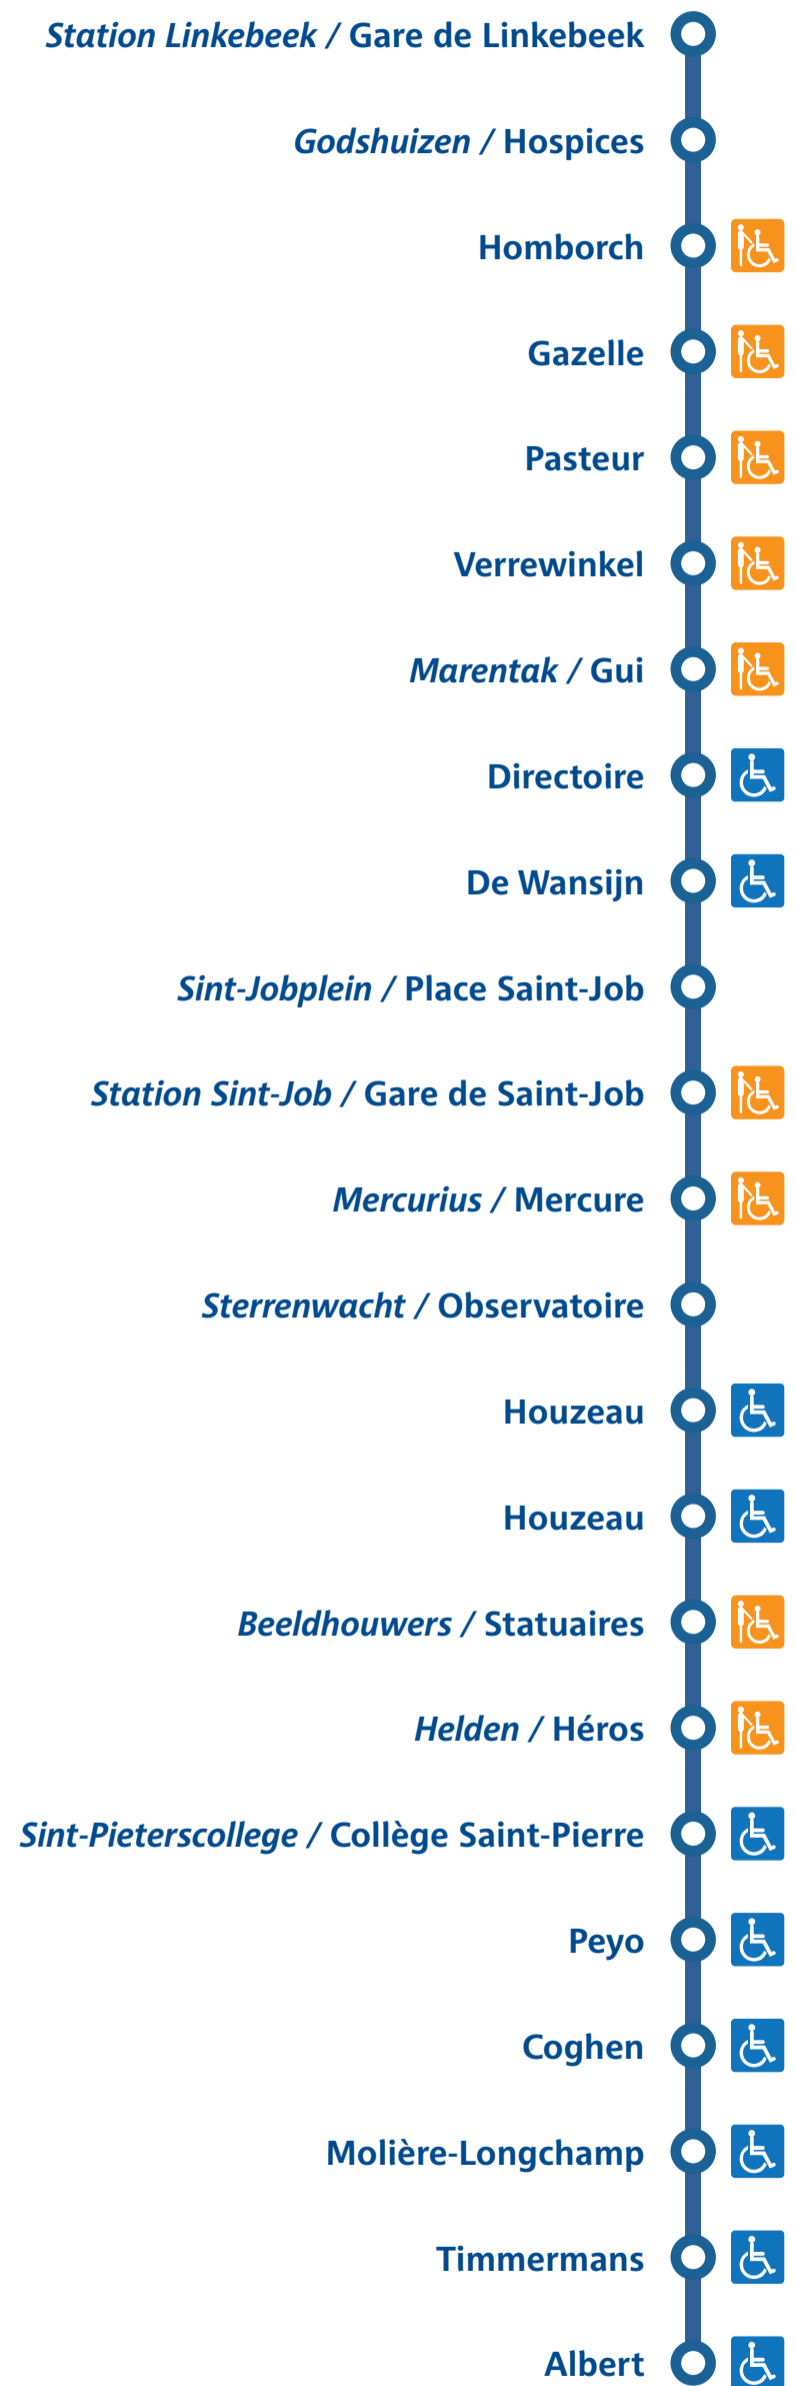 Station Linkebeek / Gare de Linkebeek
Godshuizen / Hospices
Homborch
Gazelle
Pasteur
Verrewinkel
Marentak / Gui
Directoire
De Wansijn
Sint-Jobplein / Place Saint-Job
Station Sint-Job / Gare de Saint-Job
Mercurius / Mercure
Sterrenwacht / Observatoire
Houzeau
Houzeau
Beeldhouwers / Statuaires
Helden / Héros
Sint-Pieterscollege / Collège Saint-Pierre
Peyo
Coghen
Molière-Longchamp
Timmermans
Albert